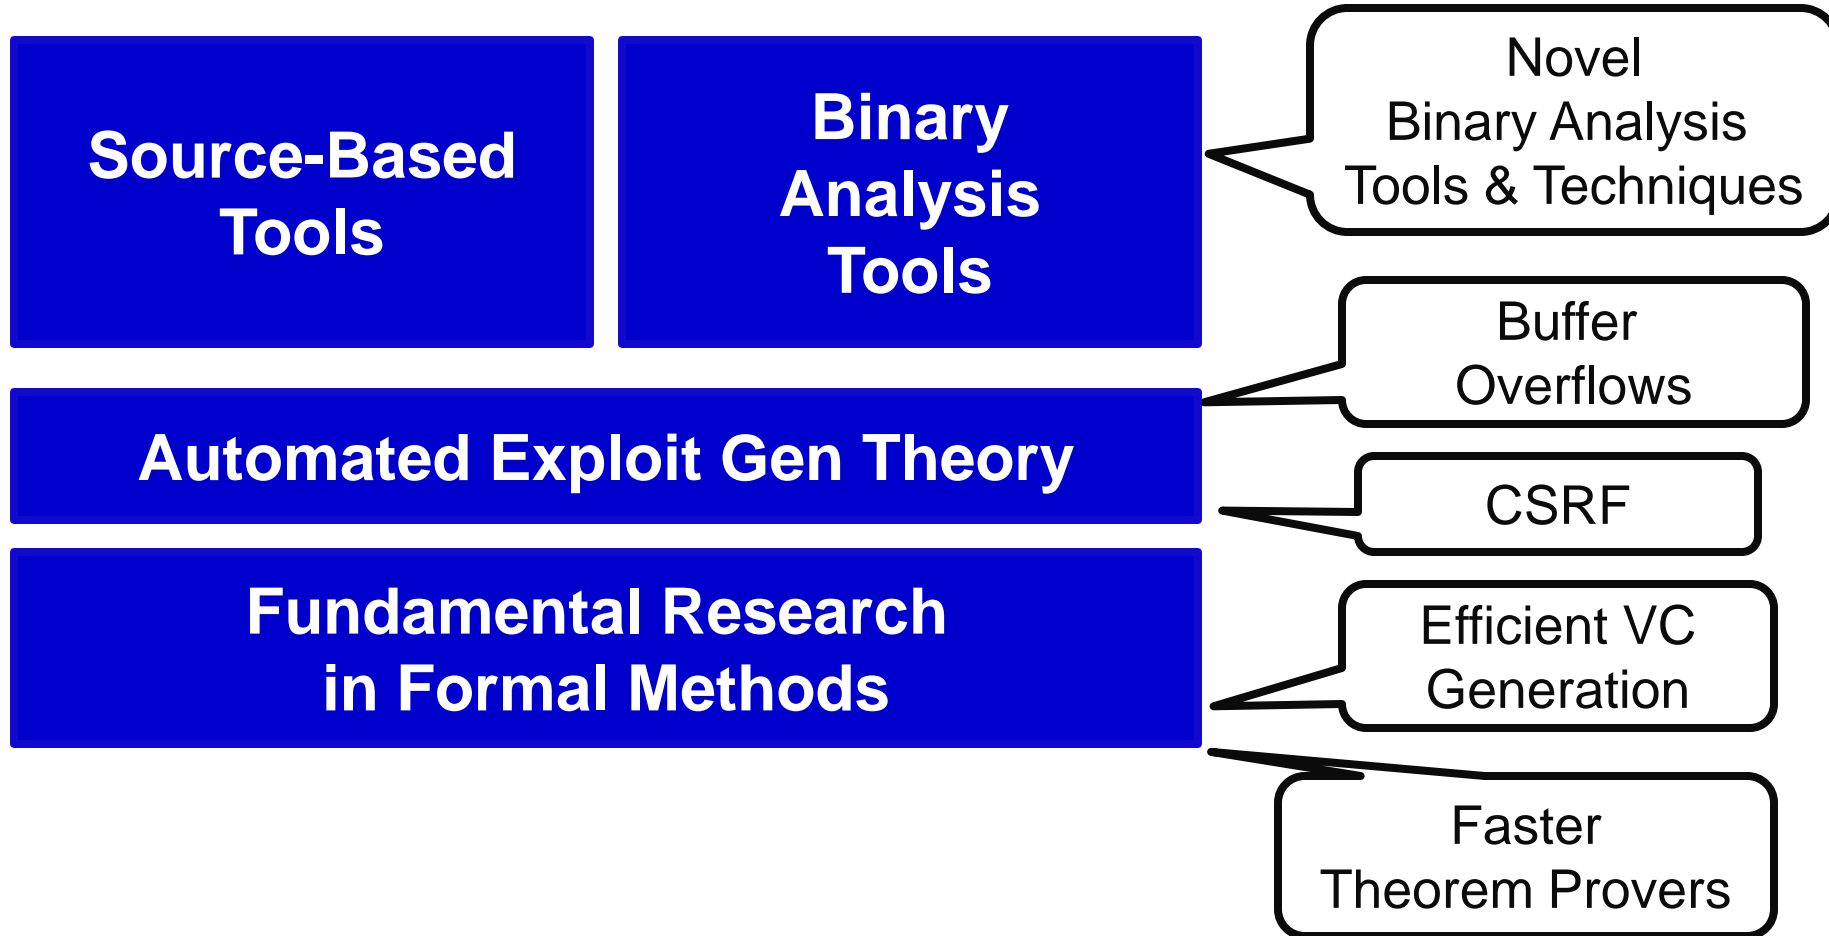 Source-Based
Tools
Binary
Analysis
Tools
Novel
Binary Analysis
Tools & Techniques
Buffer
Overflows
Automated Exploit Gen Theory
CSRF
Fundamental Research
in Formal Methods
Efficient VC
Generation
Faster
Theorem Provers